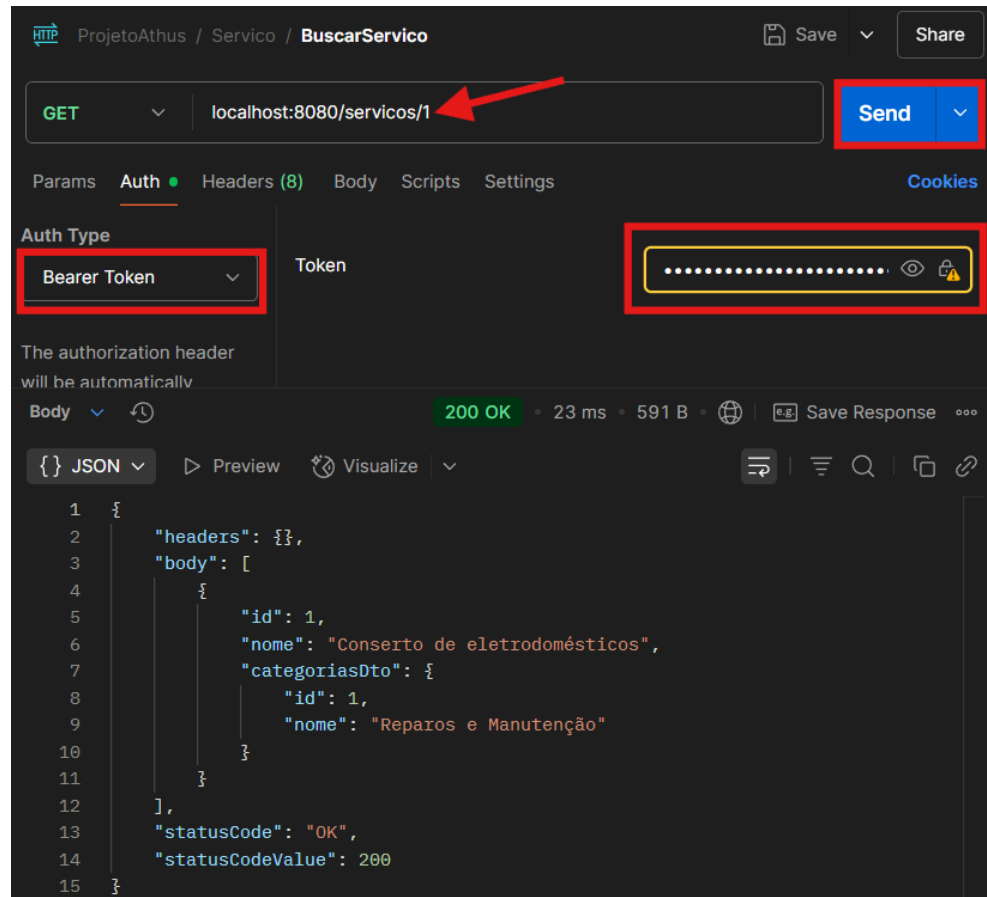 HTTP ProjetoAthus / Servico / BuscarServico Save Share
GET localhost:8080/servicos/1 Send
Params Auth Headers (8) Body Scripts Settings Cookies
Auth Type
Bearer Token Token
The authorization header
will be automatically
Body 200 OK 23 ms 591 B e.g. Save Response
{} JSON Preview Visualize
1 {
2 "headers": {},
3 "body": [
4 {
5 "id": 1,
6 "nome": "Conserto de eletrodomésticos",
7 "categoriasDto": {
8 "id": 1,
9 "nome": "Reparos e Manutenção"
10 }
11 }
12 ],
13 "statusCode": "OK",
14 "statusCodeValue": 200
15 }